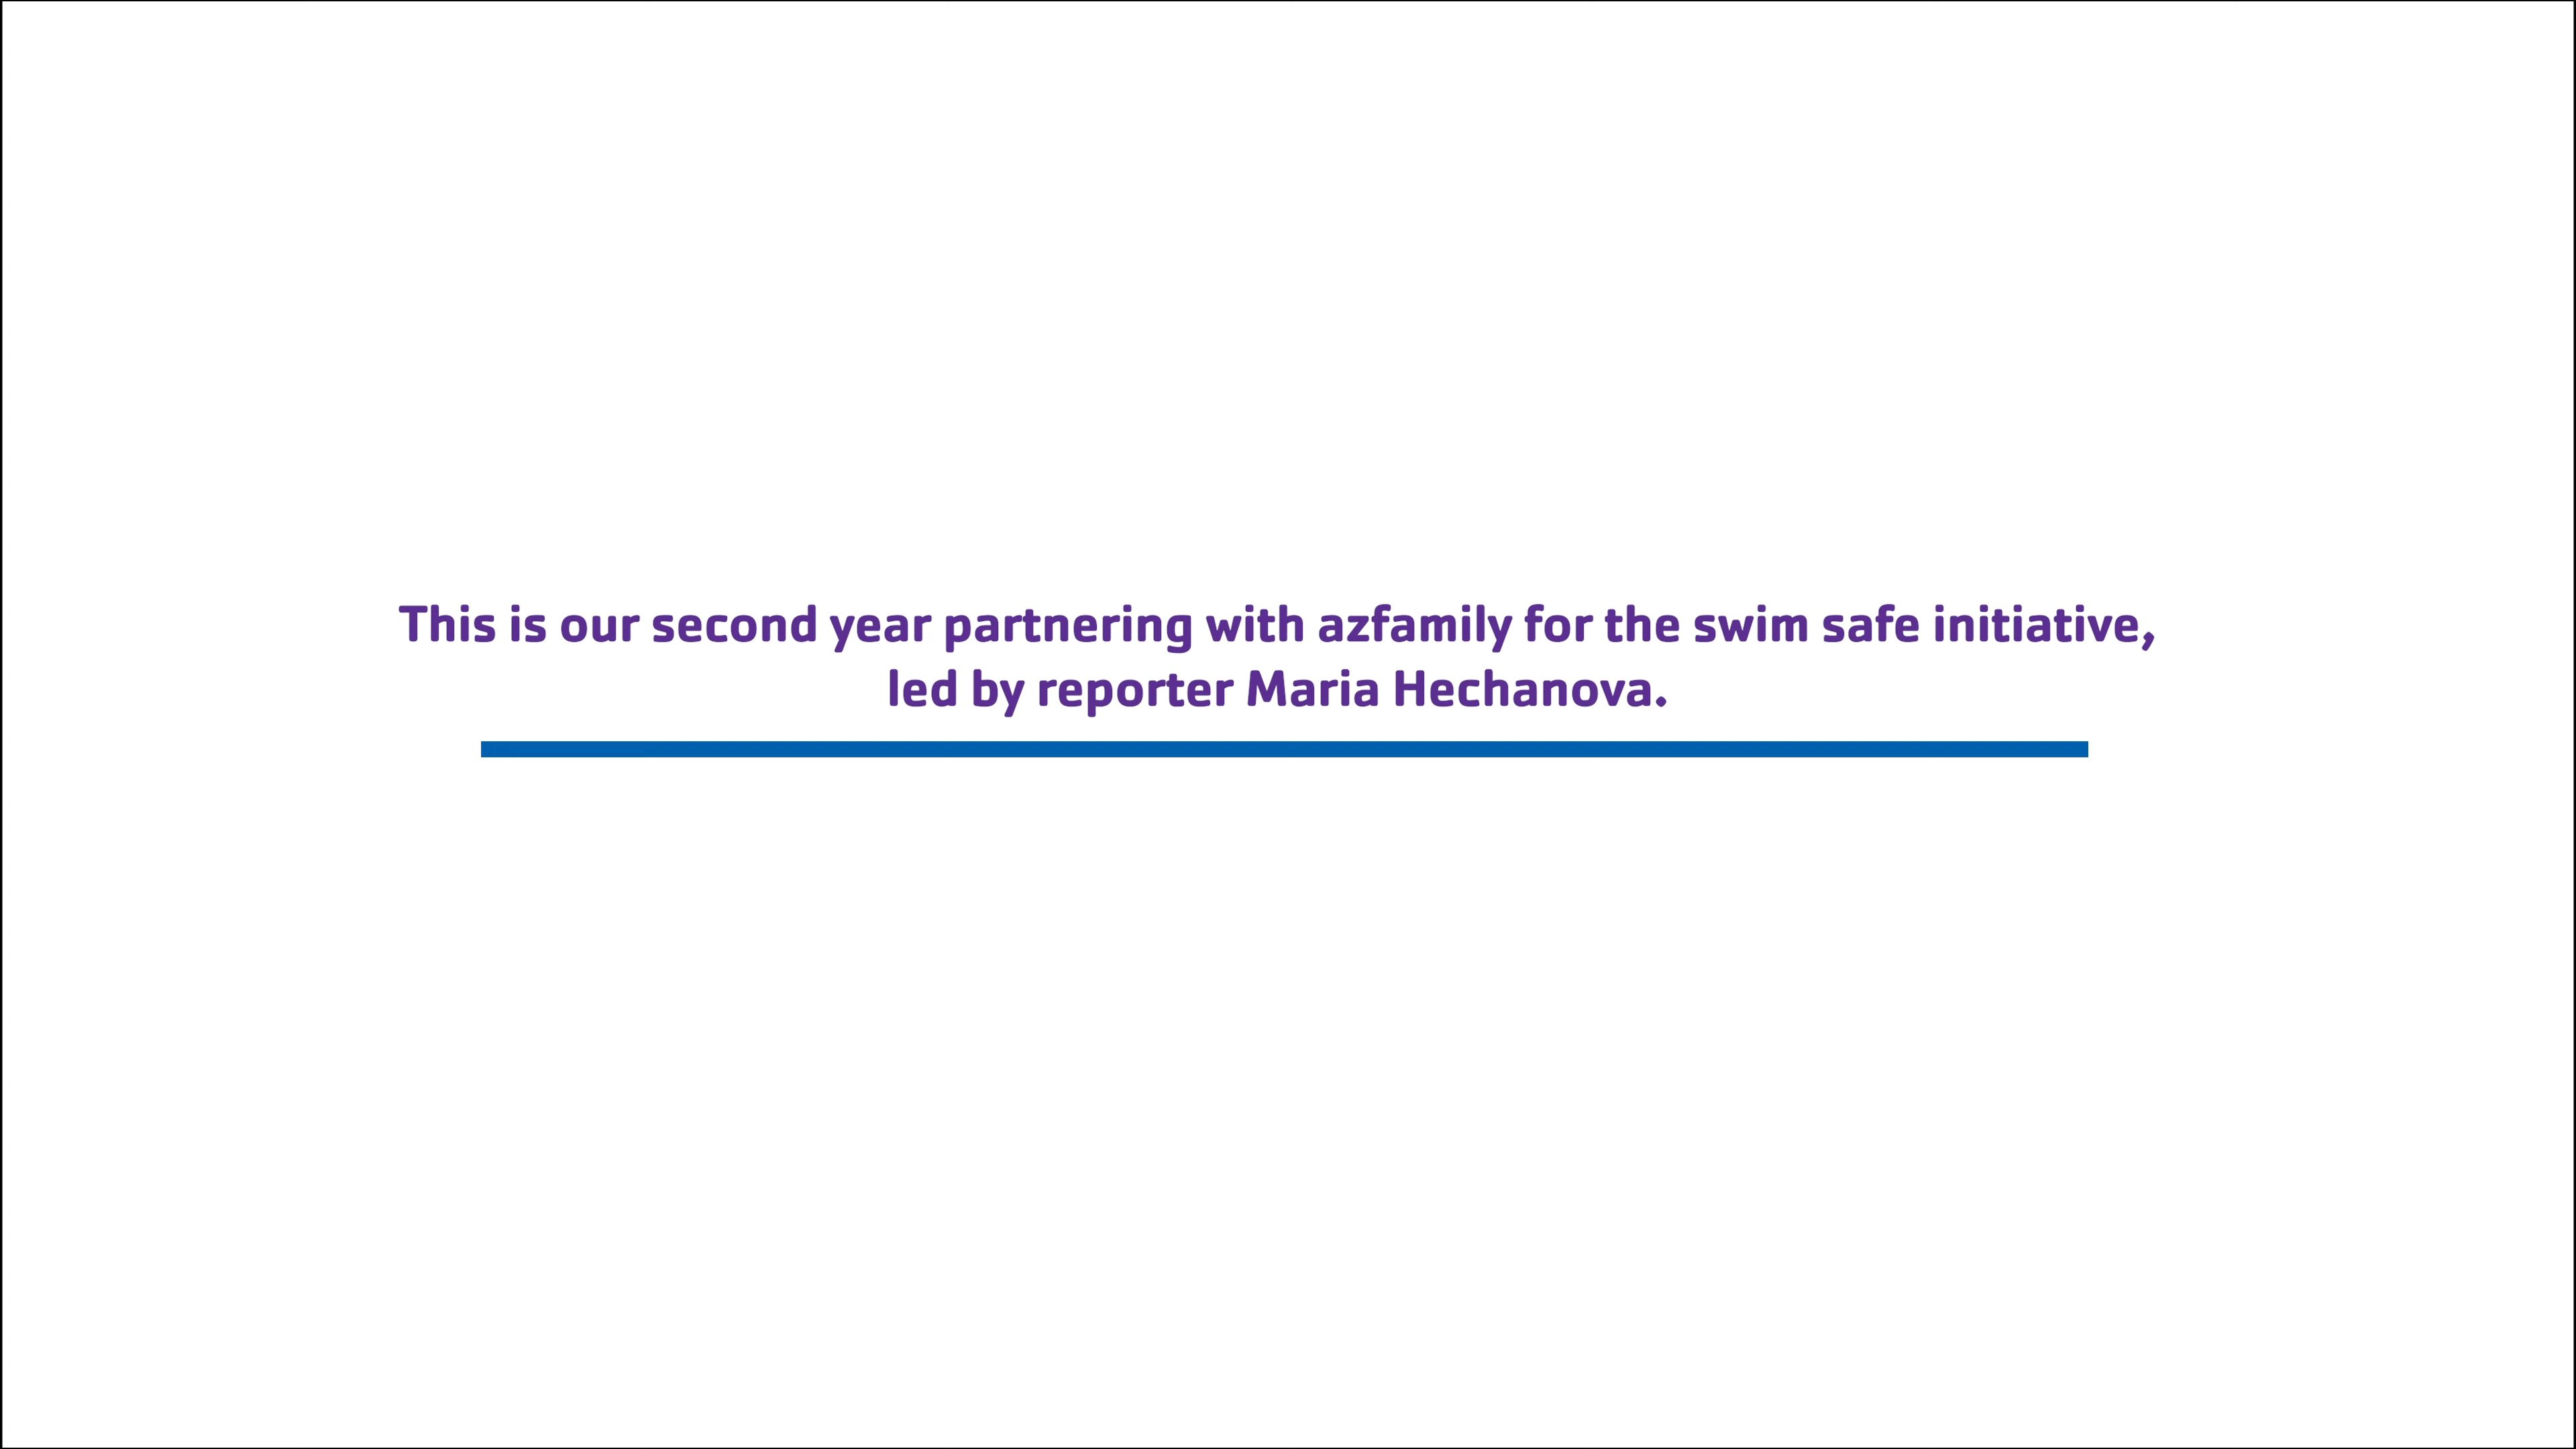 This is our second year partnering with azfamily for the swim safe initiative,
led by reporter Maria Hechanova.